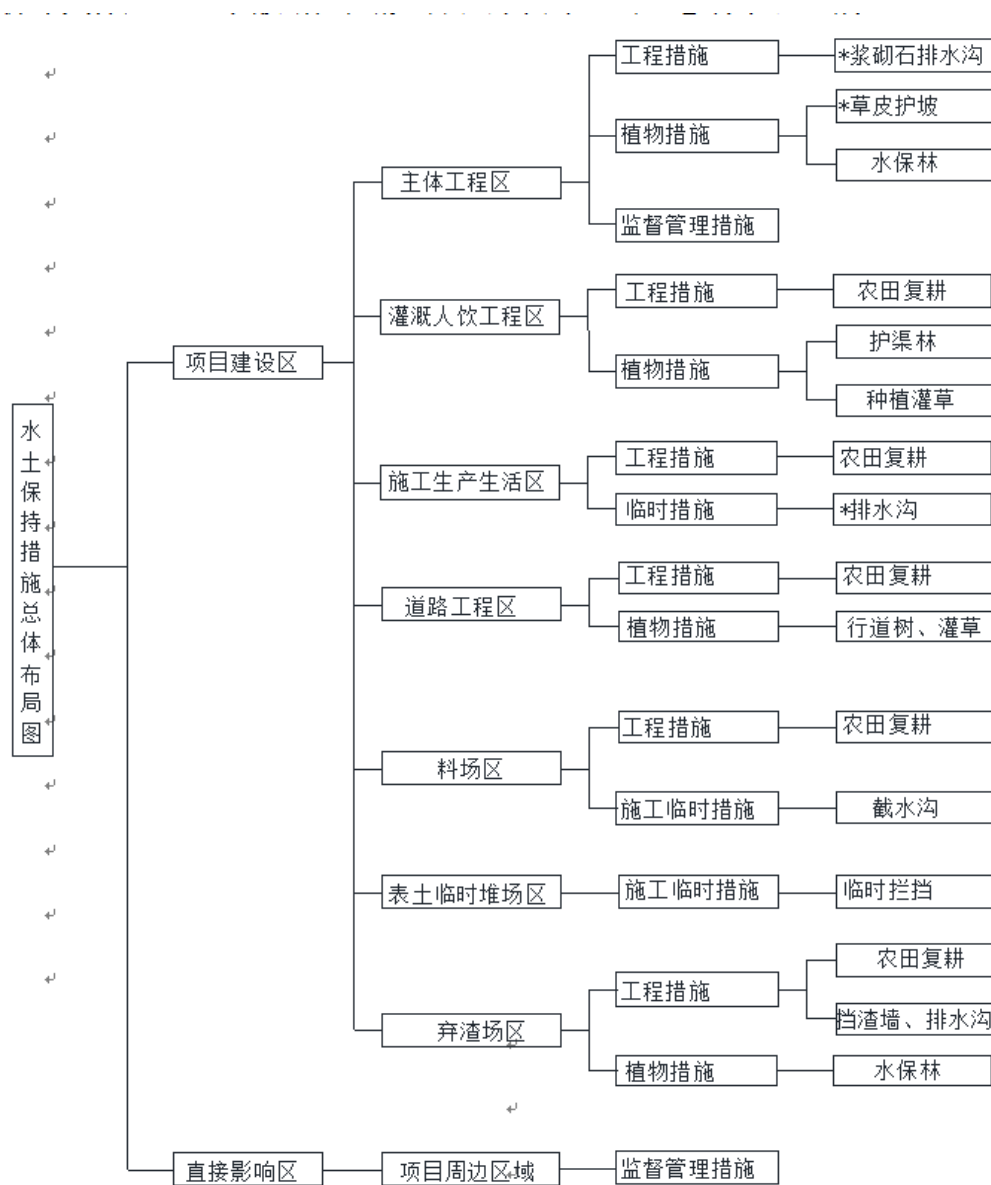 水土保持措施总体布局图
项目建设区
主体工程区
工程措施
*浆砌石排水沟
植物措施
*草皮护坡
水保林
监督管理措施
灌溉人饮工程区
工程措施
农田复耕
植物措施
护渠林
种植灌草
施工生产生活区
工程措施
农田复耕
临时措施
*排水沟
道路工程区
工程措施
农田复耕
植物措施
行道树、灌草
料场区
工程措施
农田复耕
施工临时措施
截水沟
表土临时堆场区
施工临时措施
临时拦挡
弃渣场区
工程措施
农田复耕
挡渣墙、排水沟
植物措施
水保林
直接影响区
项目周边区域
监督管理措施